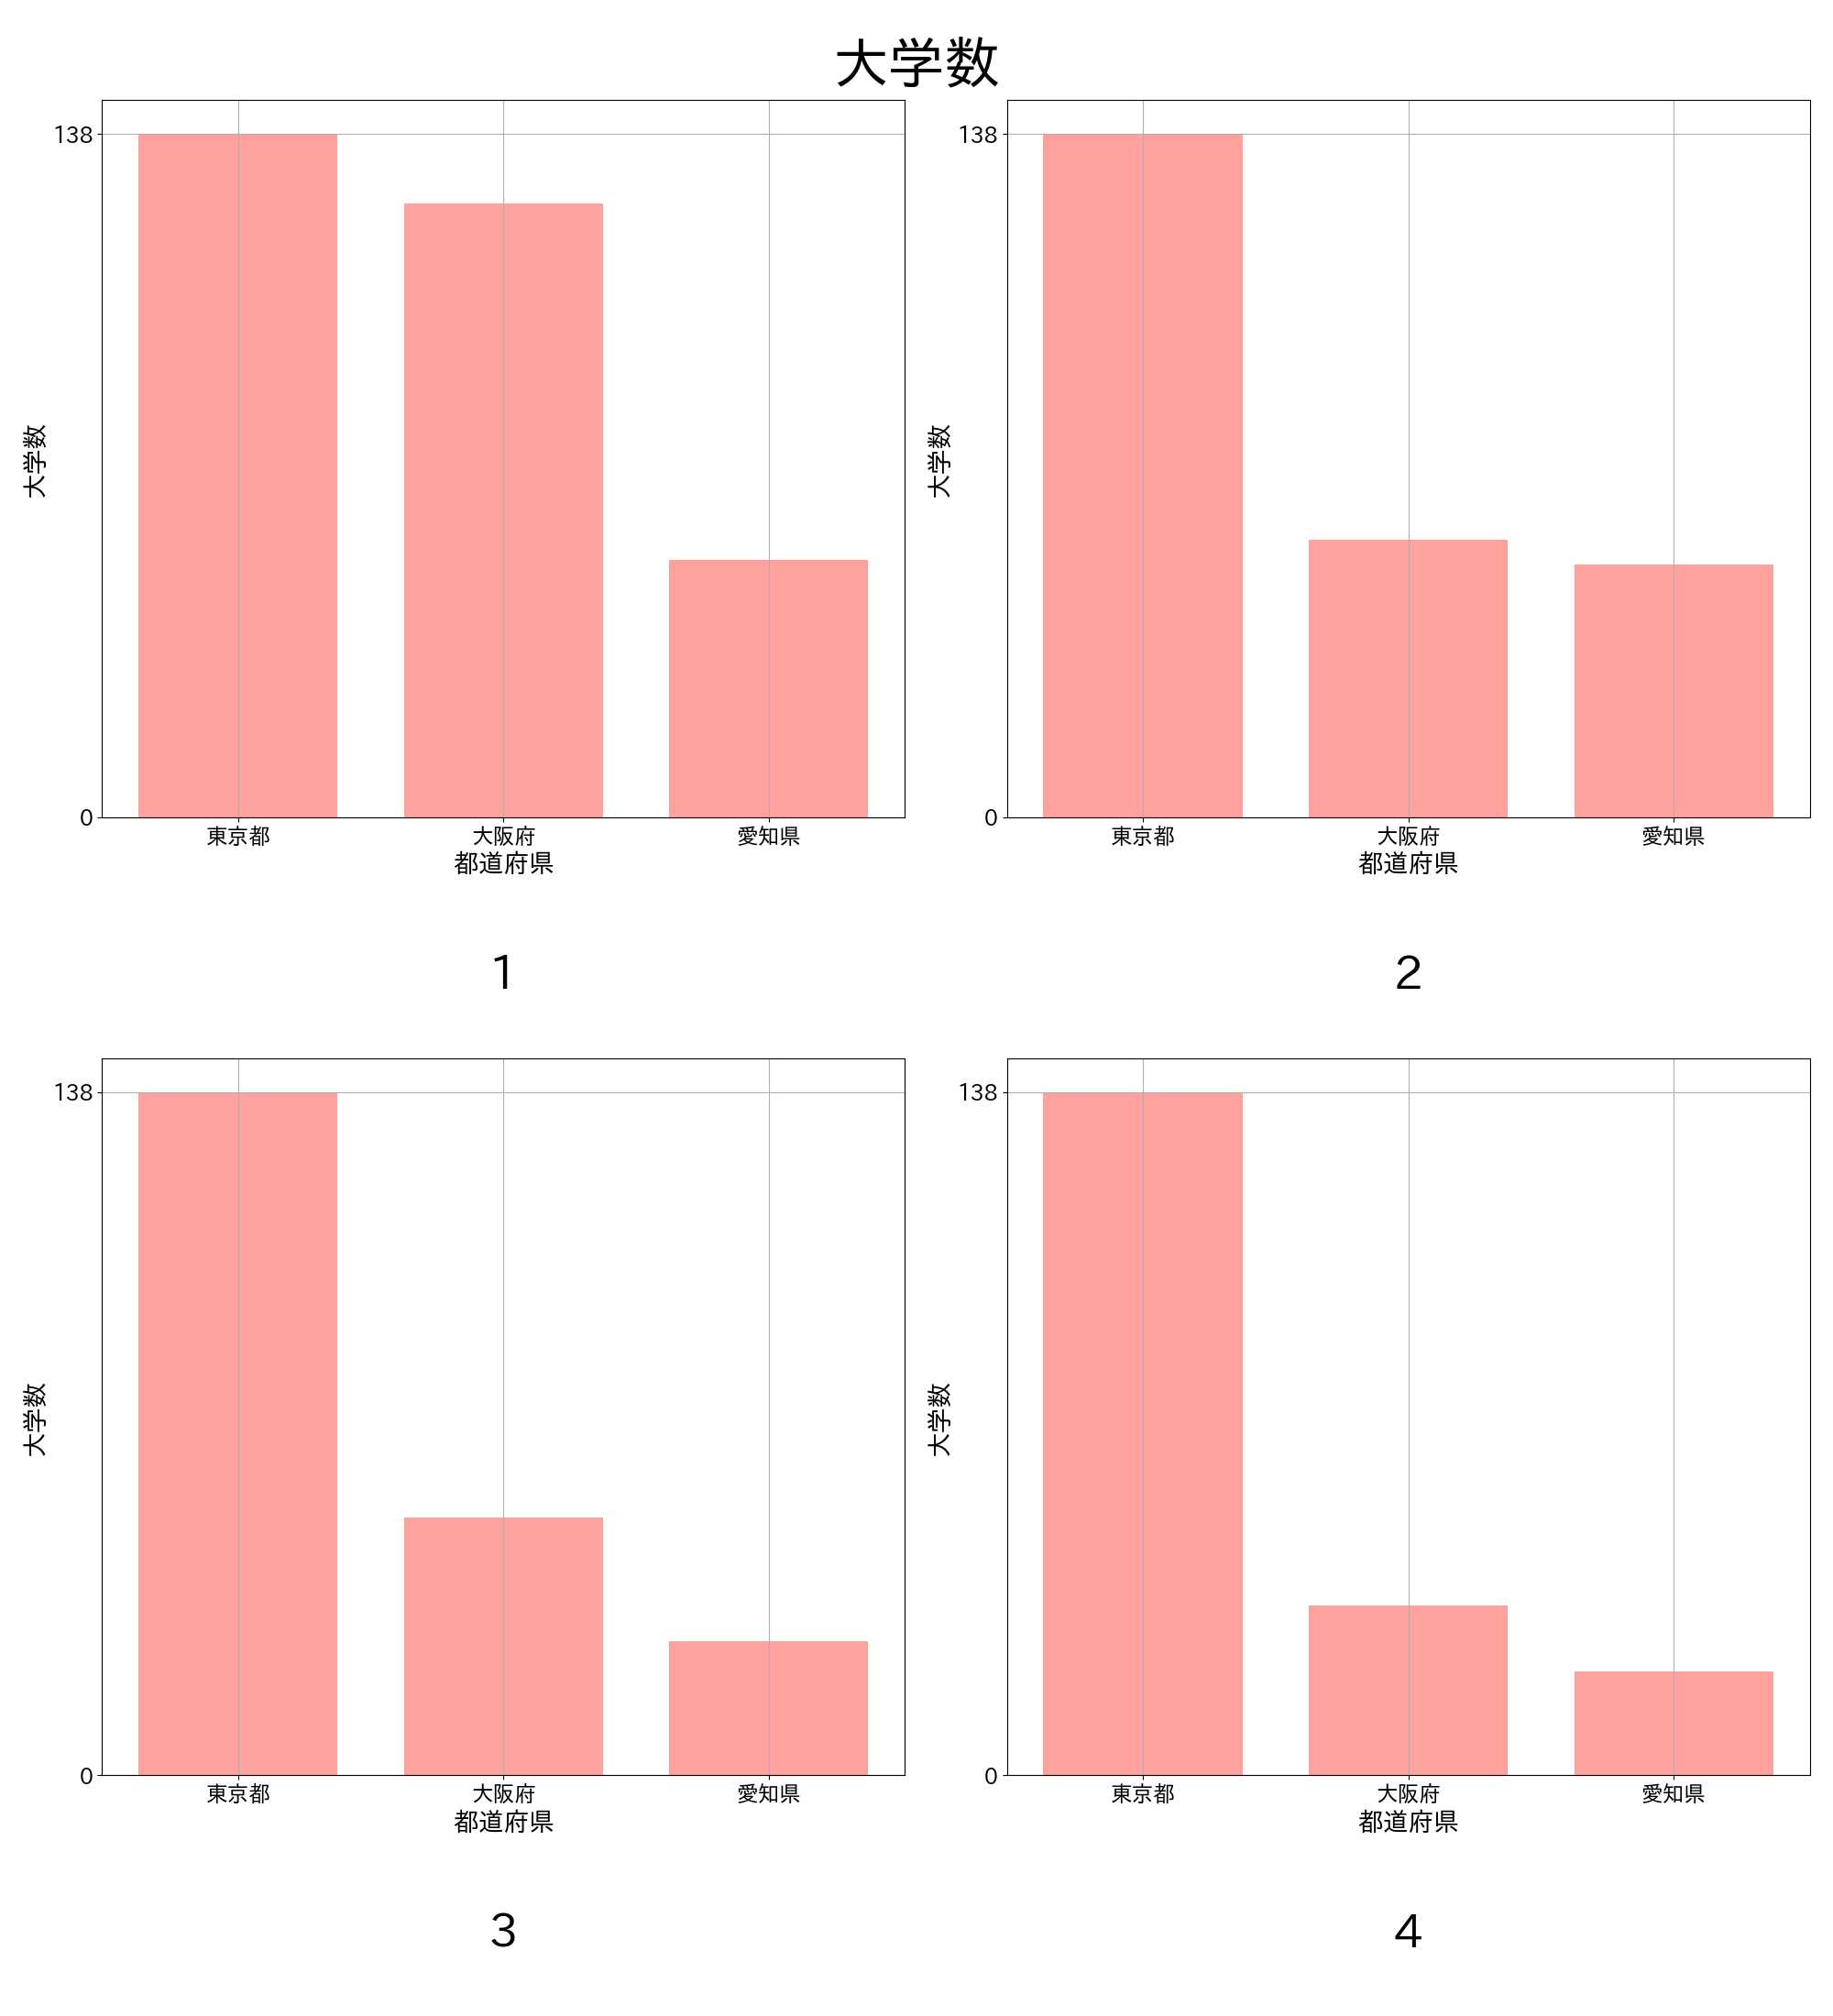 大学数
138
0
大学数
東京都 大阪府 愛知県
都道府県
1
138
0
大学数
東京都 大阪府 愛知県
都道府県
2
138
0
大学数
東京都 大阪府 愛知県
都道府県
3
138
0
大学数
東京都 大阪府 愛知県
都道府県
4